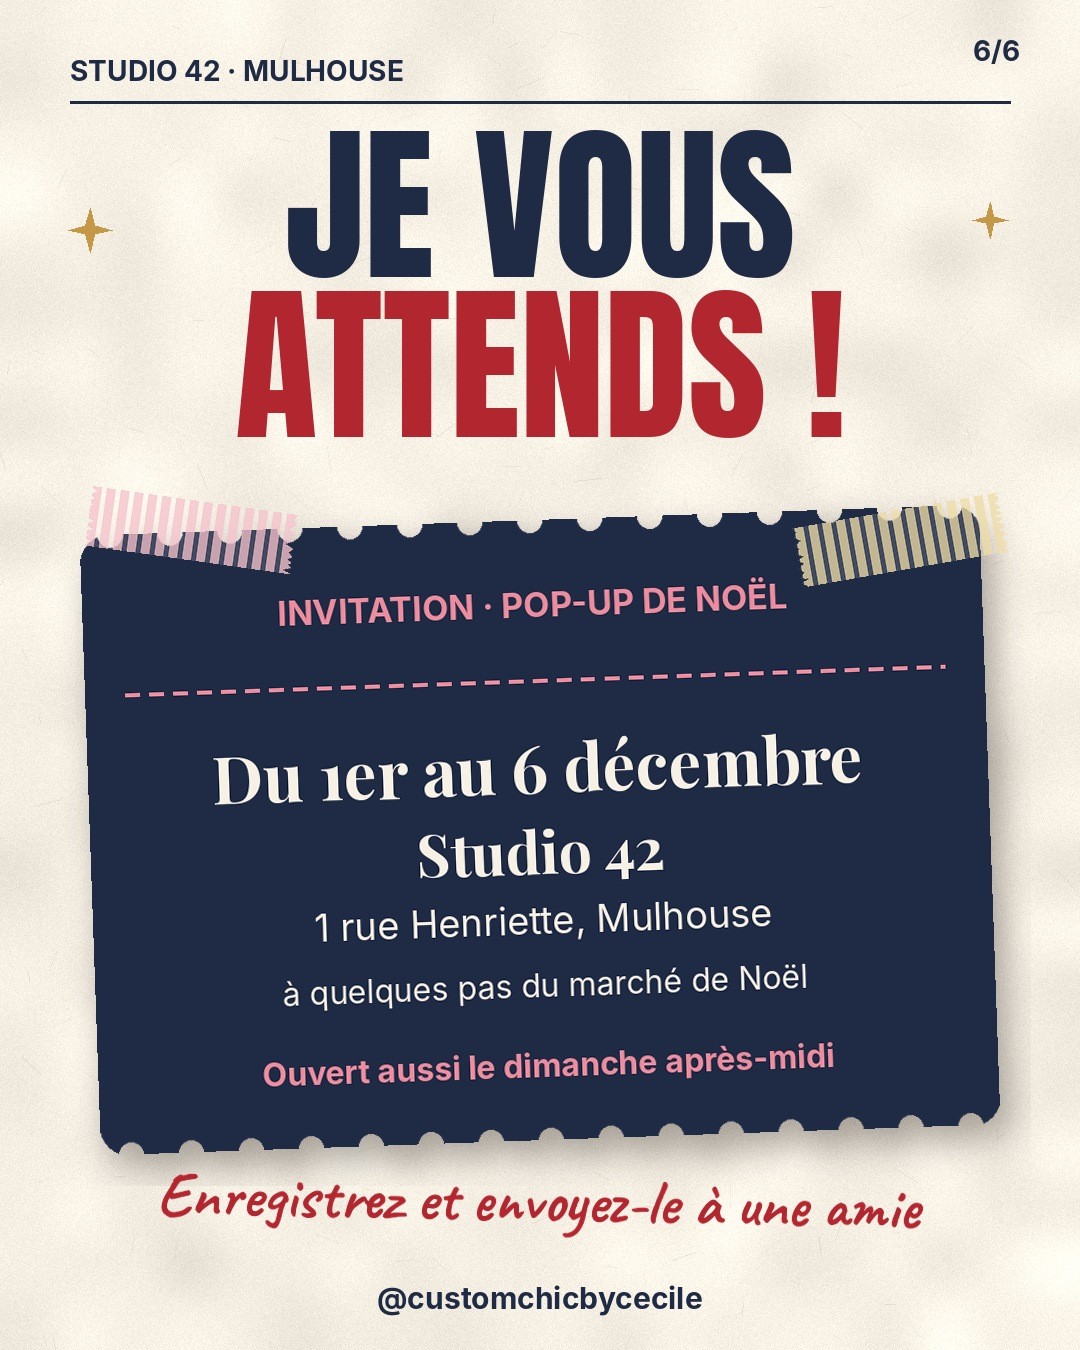 STUDIO 42 · MULHOUSE
6/6
JE VOUS
ATTENDS !
INVITATION · POP-UP DE NOËL
Du 1er au 6 décembre
Studio 42
1 rue Henriette, Mulhouse
à quelques pas du marché de Noël
Ouvert aussi le dimanche après-midi
Enregistrez et envoyez-le à une amie
@customchicbycecile